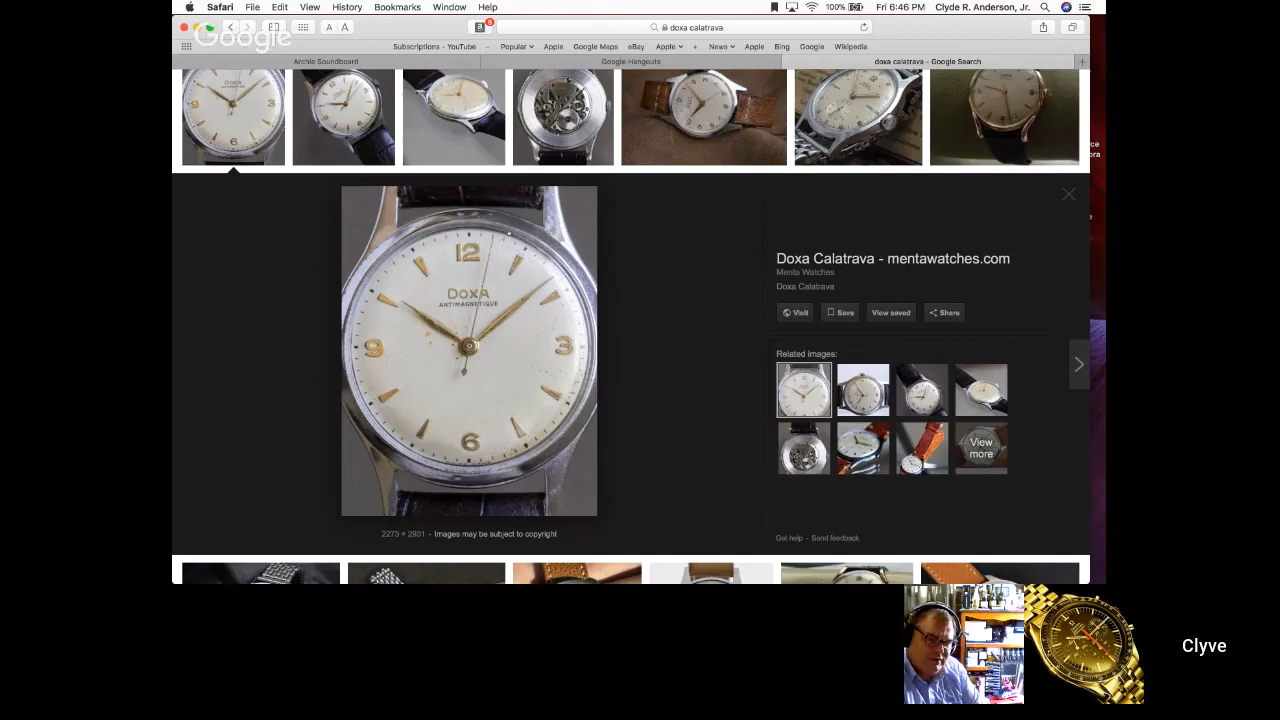 Safari File Edit View History Bookmarks Window Help 100% Fri 6:46 PM Clyde R. Anderson, Jr.
Google
A A 8 doxa calatrava
Subscriptions - YouTube Popular Apple Google Maps eBay Apple + News Apple Bing Google Wikipedia
Archie Soundboard Google Hangouts doxa calatrava - Google Search +
12
DOXA
ANTIMAGNETIQUE
9 3
6
2273 × 2931 - Images may be subject to copyright
Doxa Calatrava - mentawatches.com
Menta Watches
Doxa Calatrava
Visit Save View saved Share
Related images:
View
more
Get help - Send feedback
Clyve